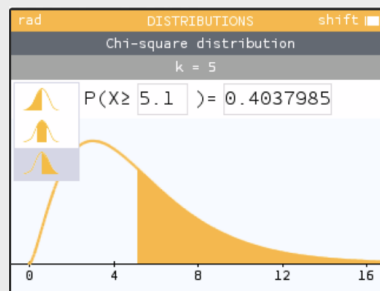 rad DISTRIBUTIONS shift
Chi-square distribution
k = 5
P(X≥ 5.1 )= 0.4037985
0 4 8 12 16